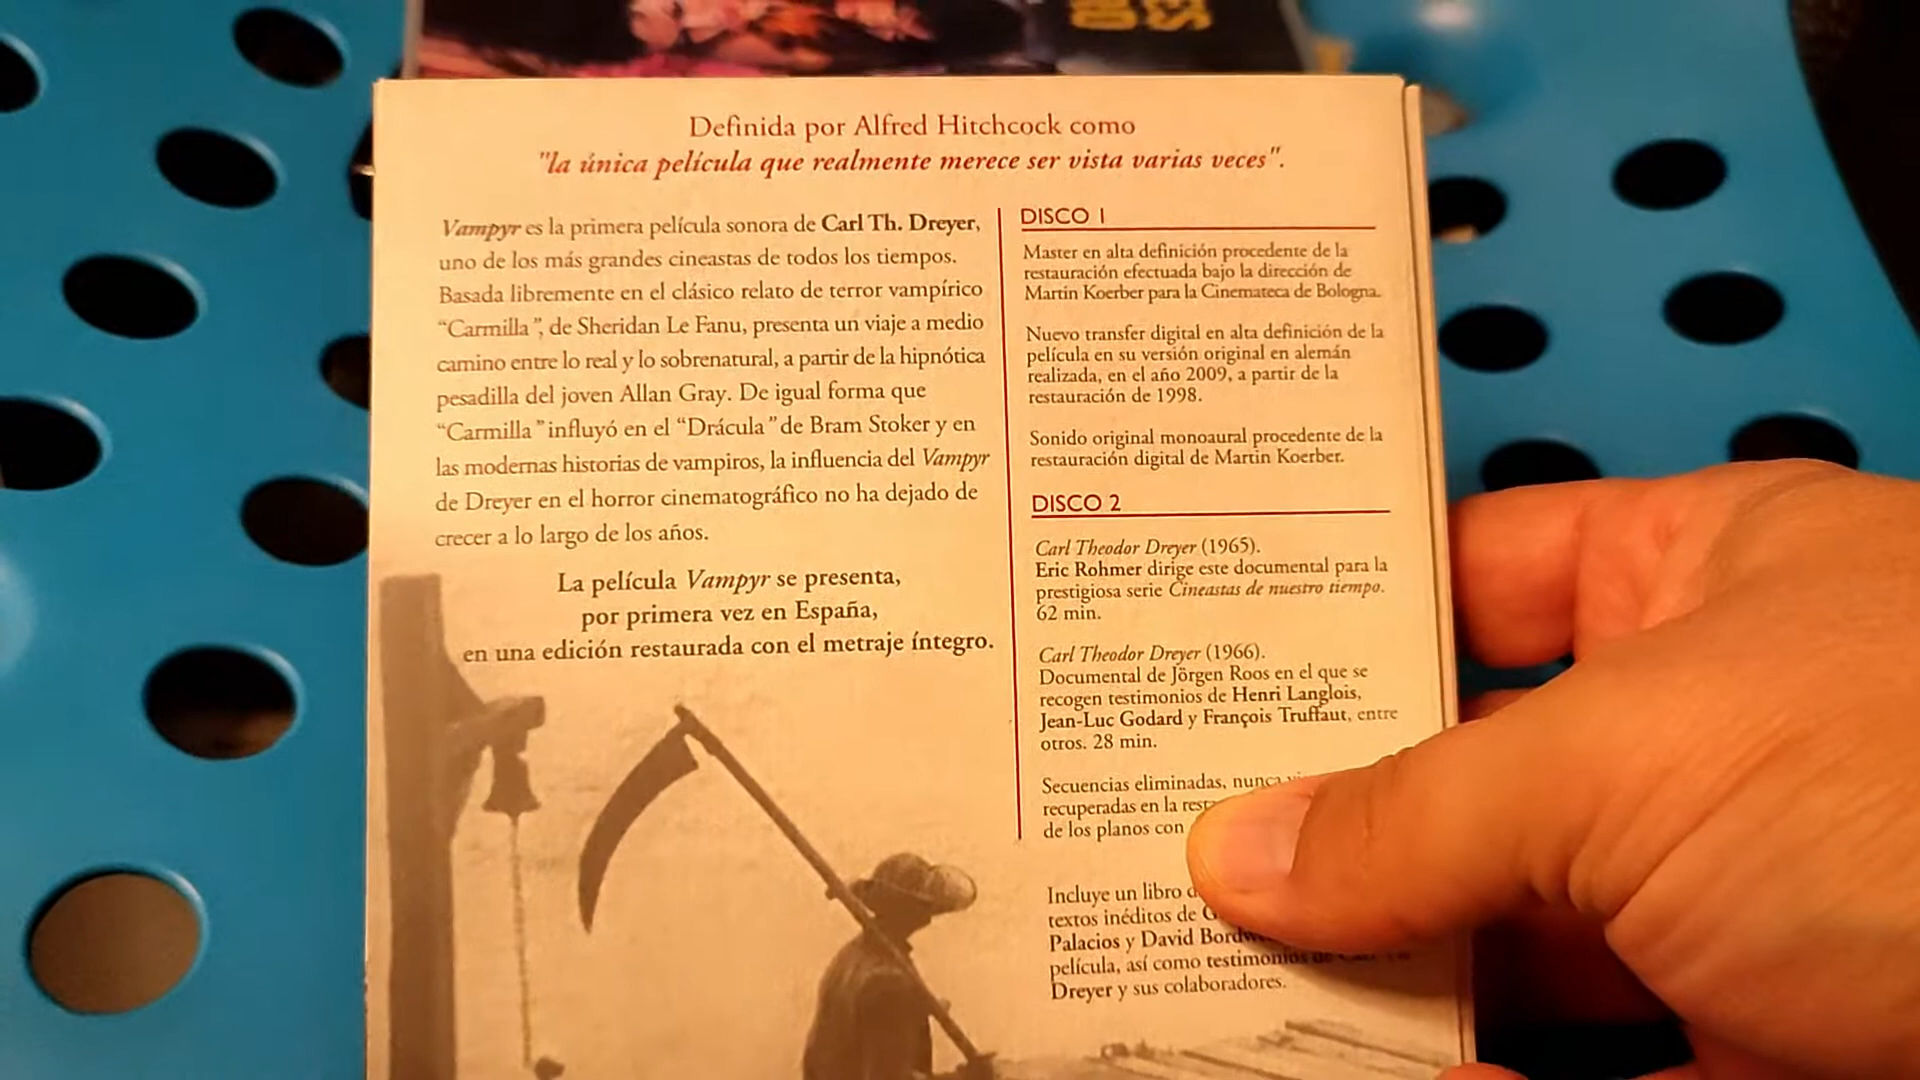 Definida por Alfred Hitchcock como
"la única película que realmente merece ser vista varias veces".
Vampyr es la primera película sonora de Carl Th. Dreyer,
uno de los más grandes cineastas de todos los tiempos.
Basada libremente en el clásico relato de terror vampírico
“Carmilla”, de Sheridan Le Fanu, presenta un viaje a medio
camino entre lo real y lo sobrenatural, a partir de la hipnótica
pesadilla del joven Allan Gray. De igual forma que
“Carmilla” influyó en el “Drácula” de Bram Stoker y en
las modernas historias de vampiros, la influencia del Vampyr
de Dreyer en el horror cinematográfico no ha dejado de
crecer a lo largo de los años.
La película Vampyr se presenta,
por primera vez en España,
en una edición restaurada con el metraje íntegro.
DISCO 1
Master en alta definición procedente de la
restauración efectuada bajo la dirección de
Martin Koerber para la Cinemateca de Bologna.
Nuevo transfer digital en alta definición de la
película en su versión original en alemán
realizada, en el año 2009, a partir de la
restauración de 1998.
Sonido original monoaural procedente de la
restauración digital de Martin Koerber.
DISCO 2
Carl Theodor Dreyer (1965).
Eric Rohmer dirige este documental para la
prestigiosa serie Cineastas de nuestro tiempo.
62 min.
Carl Theodor Dreyer (1966).
Documental de Jörgen Roos en el que se
recogen testimonios de Henri Langlois,
Jean-Luc Godard y François Truffaut, entre
otros. 28 min.
Secuencias eliminadas, nunca
recuperadas en la
de los planos con
Incluye un libro
textos inéditos de
Palacios y David
película, así como testimonios de
Dreyer y sus colaboradores.